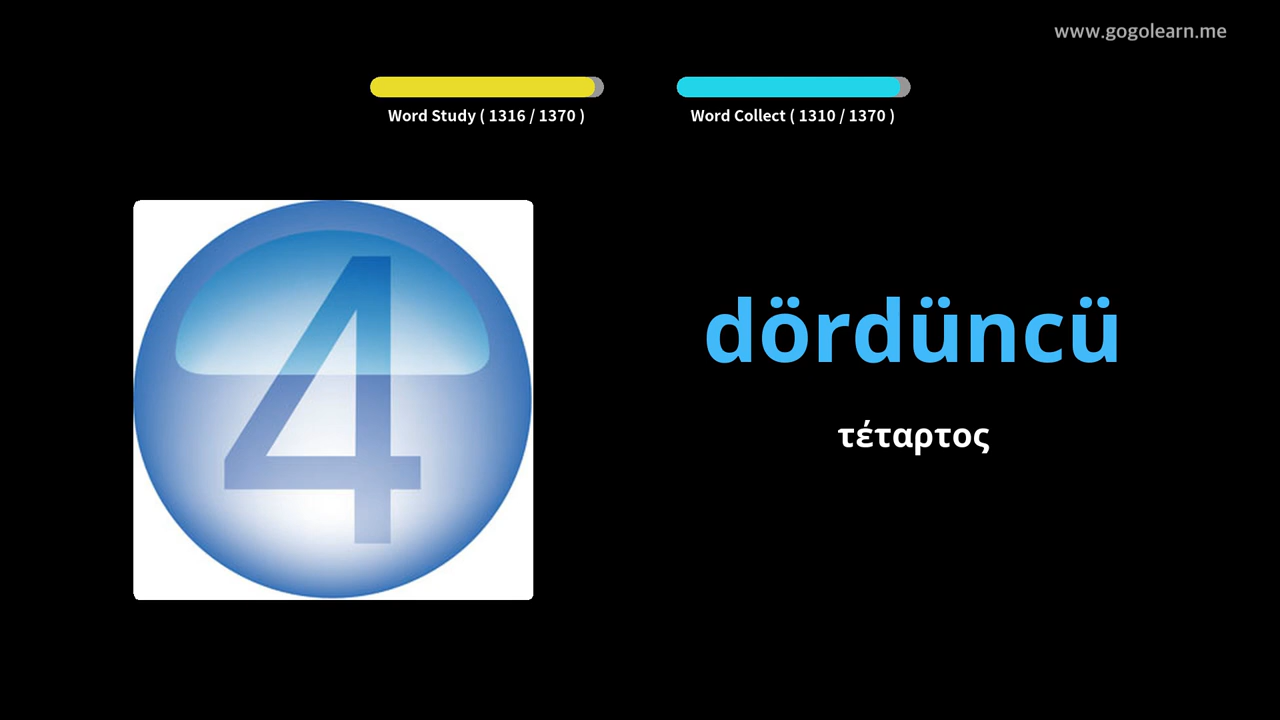 www.gogolearn.me
Word Study ( 1316 / 1370 )
Word Collect ( 1310 / 1370 )
4
dördüncü
τέταρτος